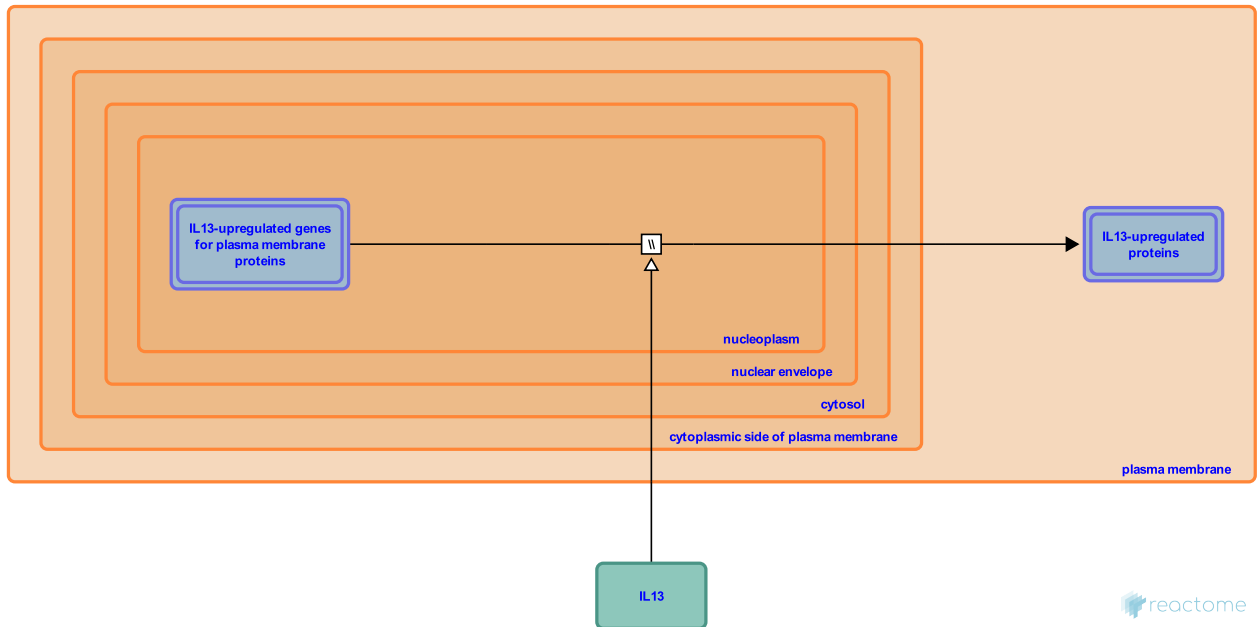 IL13-upregulated genes
for plasma membrane
proteins
\\
IL13-upregulated
proteins
nucleoplasm
nuclear envelope
cytosol
cytoplasmic side of plasma membrane
plasma membrane
IL13
reactome